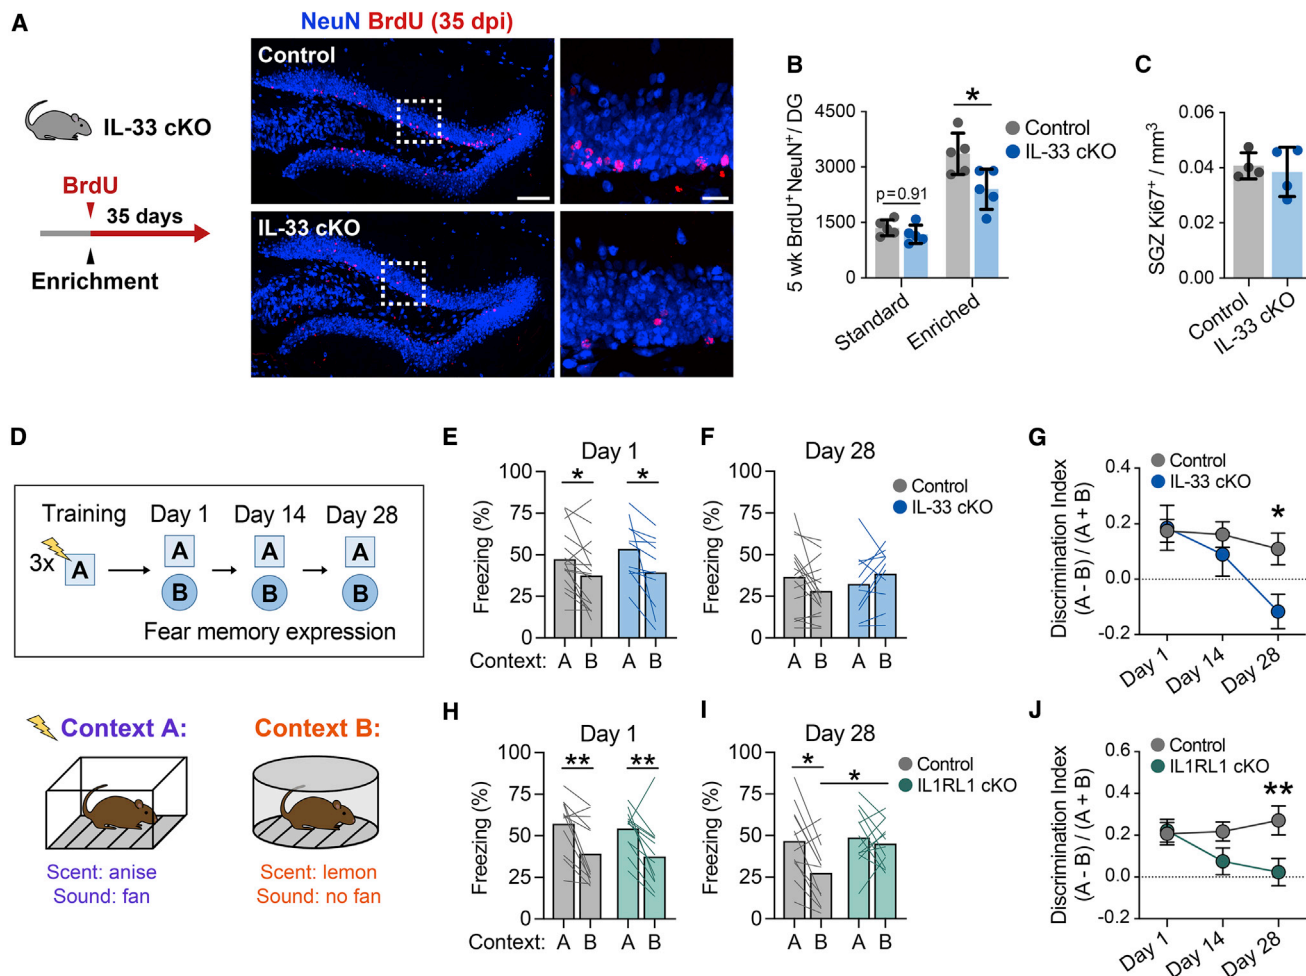 A
NeuN BrdU (35 dpi)
IL-33 cKO
BrdU
35 days
Enrichment
Control
IL-33 cKO
B
5 wk BrdU⁺ NeuN⁺/ DG
4500
3000
1500
0
p=0.91
*
Control
IL-33 cKO
Standard
Enriched
C
SGZ Ki67⁺ / mm³
0.06
0.04
0.02
0.00
Control
IL-33 cKO
D
Training Day 1 Day 14 Day 28
3x A A A A
B B B
Fear memory expression
Context A:
Scent: anise
Sound: fan
Context B:
Scent: lemon
Sound: no fan
E
Day 1
Freezing (%)
100
75
50
25
0
* *
Context: A B A B
F
Day 28
Freezing (%)
100
75
50
25
0
Control
IL-33 cKO
A B A B
G
Discrimination Index
(A - B) / (A + B)
0.4
0.2
0.0
-0.2
Control
IL-33 cKO
*
Day 1
Day 14
Day 28
H
Day 1
Freezing (%)
100
75
50
25
0
** **
Context: A B A B
I
Day 28
Freezing (%)
100
75
50
25
0
* *
Control
IL1RL1 cKO
A B A B
J
Discrimination Index
(A - B) / (A + B)
0.6
0.4
0.2
0.0
-0.2
Control
IL1RL1 cKO
**
Day 1
Day 14
Day 28